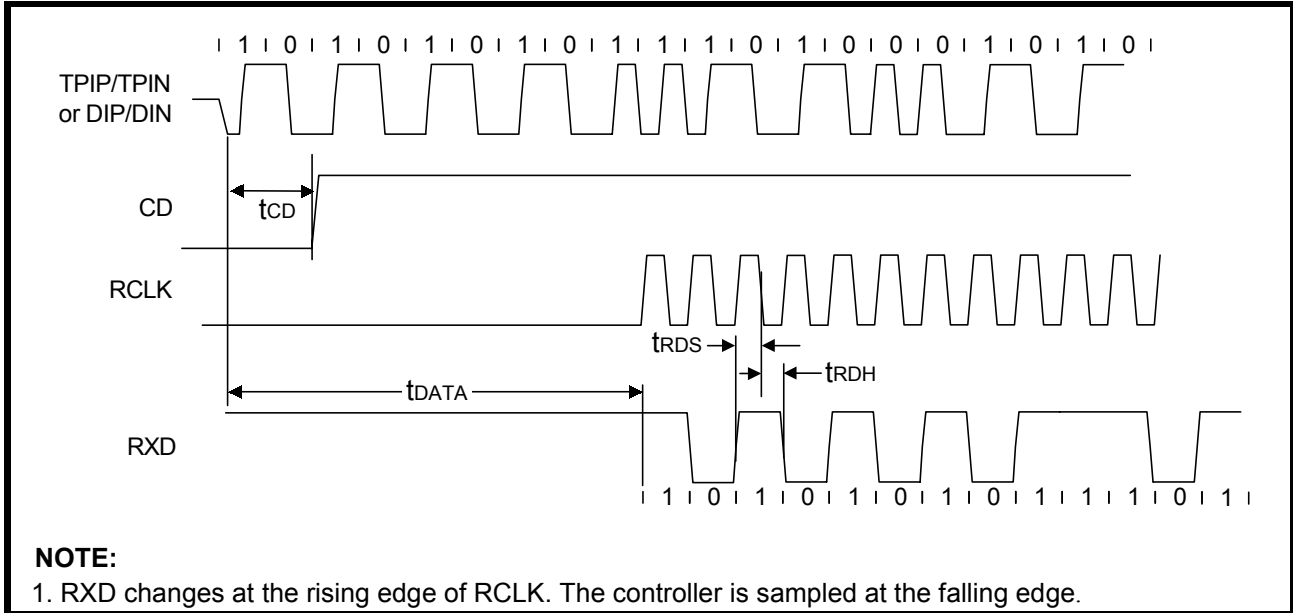 | 1 | 0 | 1 | 0 | 1 | 0 | 1 | 0 | 1 | 1 | 1 | 0 | 1 | 0 | 0 | 0 | 1 | 0 | 1 | 0 |
TPIP/TPIN
or DIP/DIN
CD
tCD
RCLK
tRDS
tRDH
tDATA
RXD
| 1 | 0 | 1 | 0 | 1 | 0 | 1 | 0 | 1 | 1 | 1 | 0 | 1 |
NOTE:
1. RXD changes at the rising edge of RCLK. The controller is sampled at the falling edge.